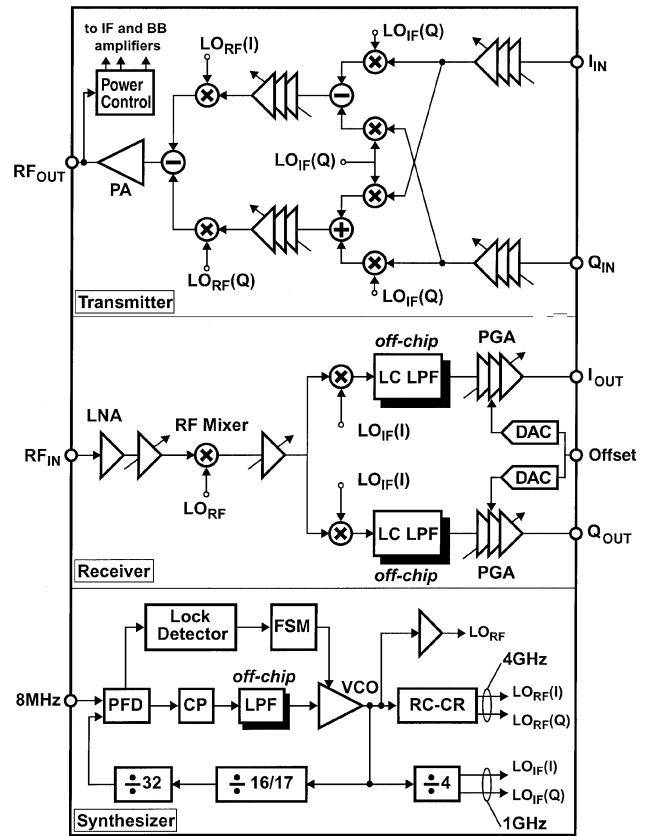 to IF and BB
amplifiers
Power
Control
LO_RF(I)
LO_IF(Q)
I_IN
RF_OUT
PA
LO_IF(Q)
LO_RF(Q)
LO_IF(Q)
Q_IN
Transmitter
off-chip
PGA
LC LPF
I_OUT
LNA
RF Mixer
LO_IF(I)
DAC
RF_IN
Offset
LO_RF
LO_IF(I)
DAC
LC LPF
Q_OUT
off-chip
PGA
Receiver
Lock
Detector
FSM
LO_RF
off-chip
VCO
4GHz
8MHz
PFD
CP
LPF
RC-CR
LO_RF(I)
LO_RF(Q)
÷32
÷16/17
÷4
LO_IF(I)
LO_IF(Q)
Synthesizer
1GHz